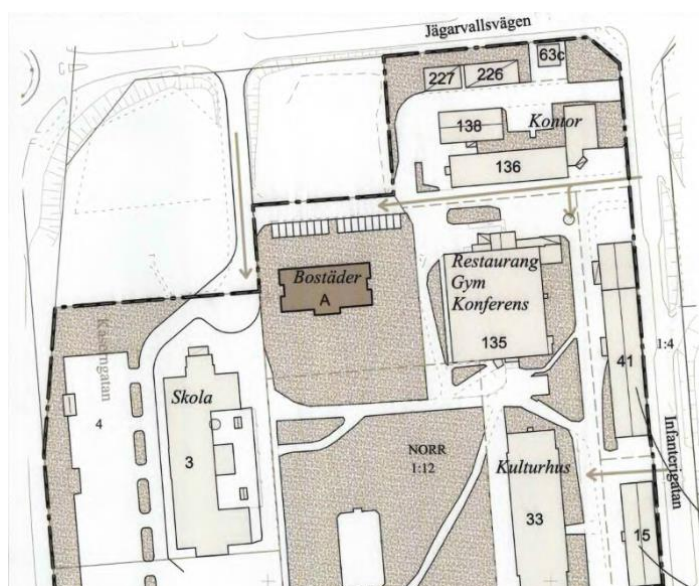 Jägarvallsvägen
63c
227
226
138
Kontor
136
Bostäder
A
Restaurang
Gym
Konferens
135
Kaserngatan
4
Skola
3
41
1:4
Infanterigatan
NORR
1:12
Kulturhus
33
15